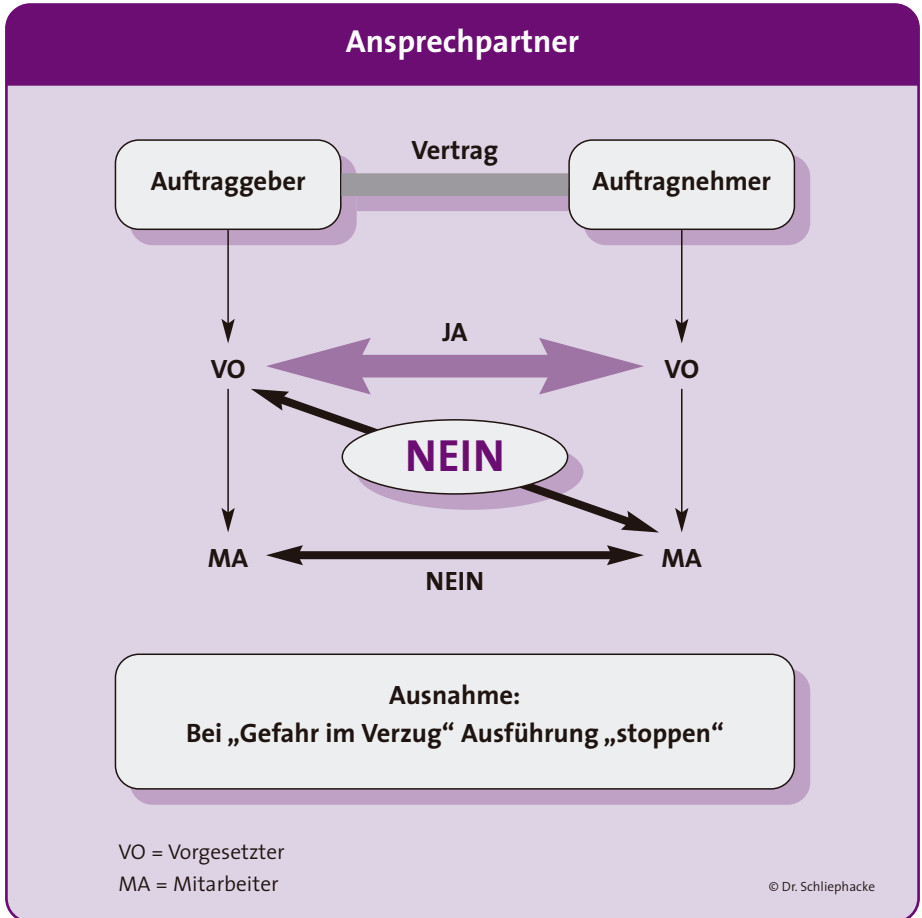 Ansprechpartner
Vertrag
Auftraggeber
Auftragnehmer
JA
VO
VO
NEIN
MA
MA
NEIN
Ausnahme:
Bei „Gefahr im Verzug“ Ausführung „stoppen“
VO = Vorgesetzter
MA = Mitarbeiter
© Dr. Schliephacke